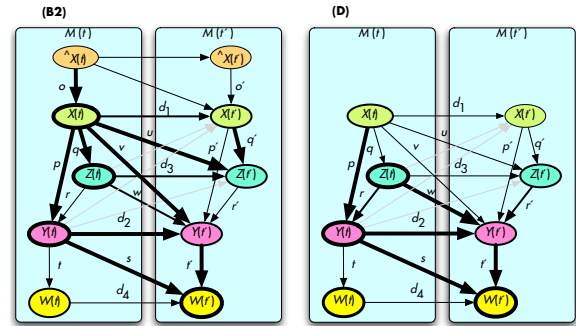 (B2)
(D)
M(t) M(t′) M(t) M(t′)
^X(t) ^X(t′)
o o′
X(t) d1 X(t′) X(t) d1 X(t′)
q v u p′ q′ q v u p′ q′
p d3 p d3
Z(t) Z(t′) Z(t) Z(t′)
r w r′ r w r′
Y(t) d2 Y(t′) Y(t) d2 Y(t′)
t s t′ t s t′
W(t) d4 W(t′) W(t) d4 W(t′)